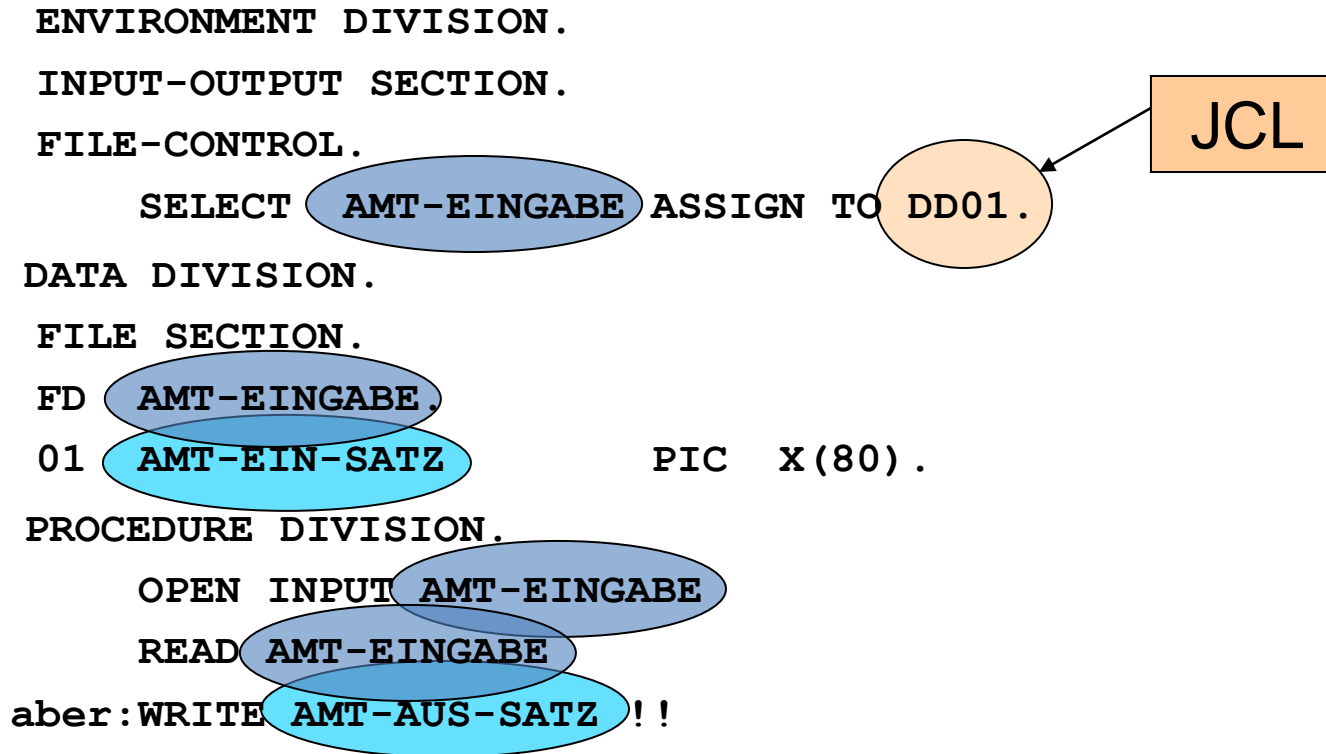 ENVIRONMENT DIVISION.
INPUT-OUTPUT SECTION.
FILE-CONTROL.
JCL
SELECT AMT-EINGABE ASSIGN TO DD01.
DATA DIVISION.
FILE SECTION.
FD AMT-EINGABE.
01 AMT-EIN-SATZ PIC X(80).
PROCEDURE DIVISION.
OPEN INPUT AMT-EINGABE
READ AMT-EINGABE
aber:WRITE AMT-AUS-SATZ !!